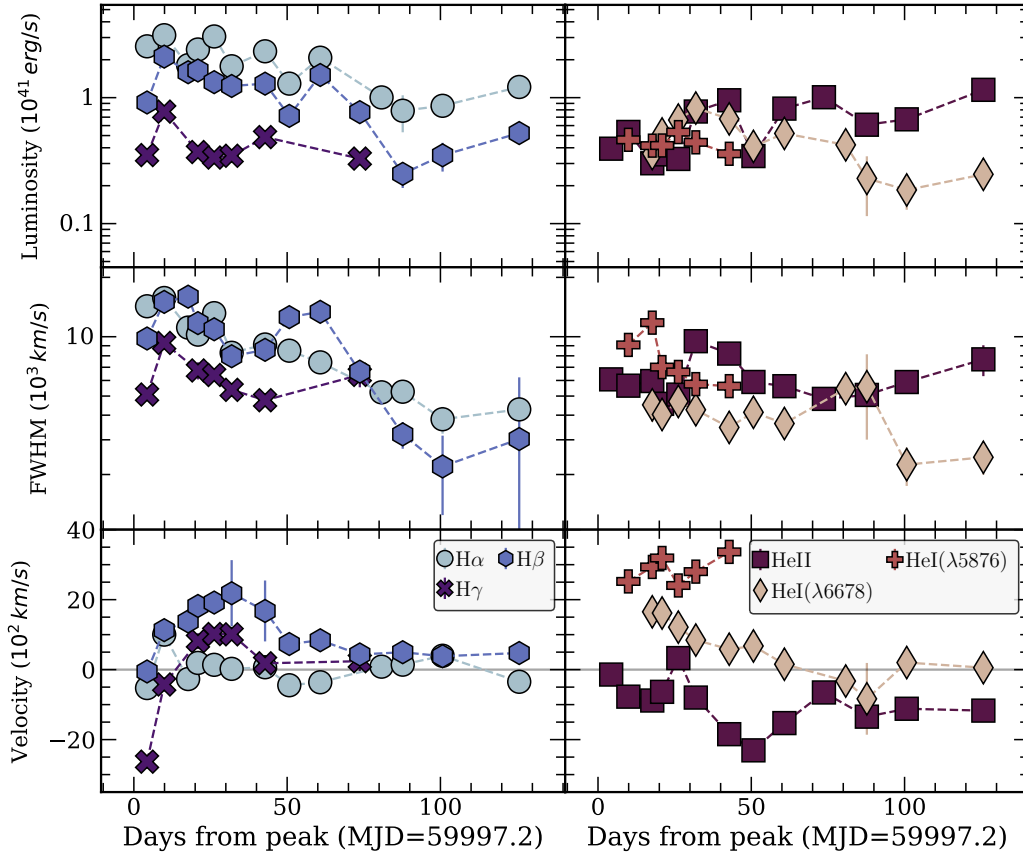 Luminosity (10^41 erg/s)
1
0.1
FWHM (10^3 km/s)
10
Velocity (10^2 km/s)
40
20
0
−20
Hα Hβ
Hγ
HeII HeI(λ5876)
HeI(λ6678)
0 50 100
0 50 100
Days from peak (MJD=59997.2)
Days from peak (MJD=59997.2)